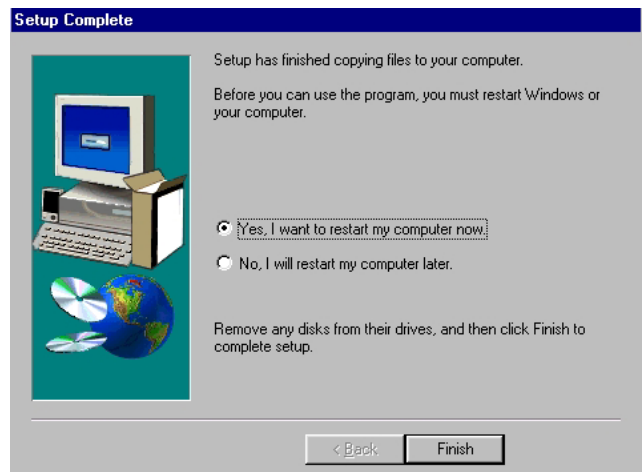 Setup Complete
Setup has finished copying files to your computer.
Before you can use the program, you must restart Windows or
your computer.
Yes, I want to restart my computer now.
No, I will restart my computer later.
Remove any disks from their drives, and then click Finish to
complete setup.
< Back
Finish